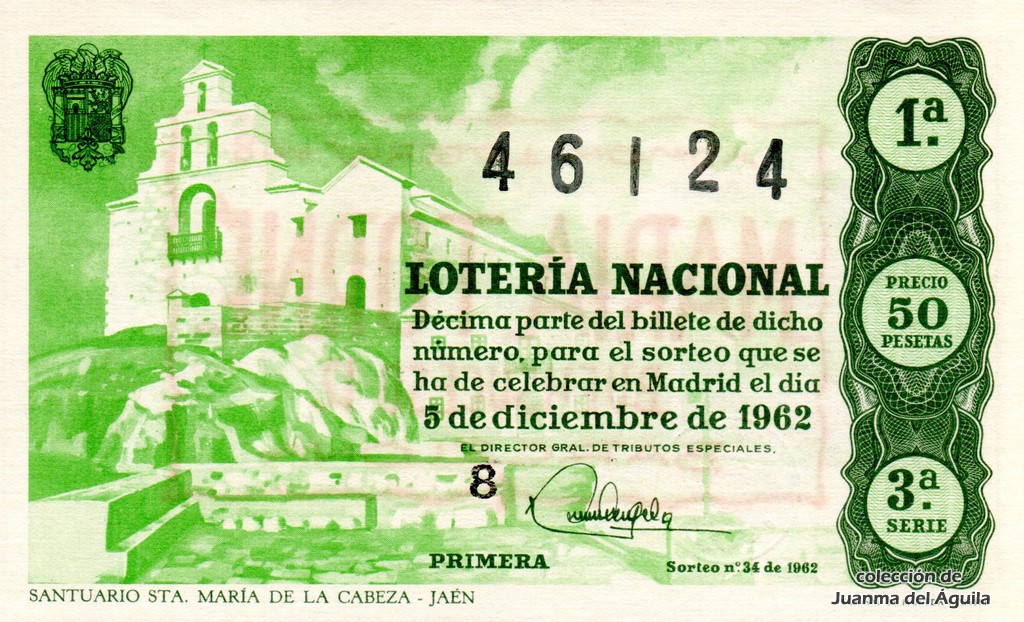 46124
1ª.
LOTERÍA NACIONAL
Décima parte del billete de dicho
número, para el sorteo que se
ha de celebrar en Madrid el día
5 de diciembre de 1962
EL DIRECTOR GRAL. DE TRIBUTOS ESPECIALES,
8
PRIMERA
Sorteo nº 34 de 1962
PRECIO
50
PESETAS
3ª.
SERIE
SANTUARIO STA. MARÍA DE LA CABEZA - JAÉN
colección de
Juanma del Águila